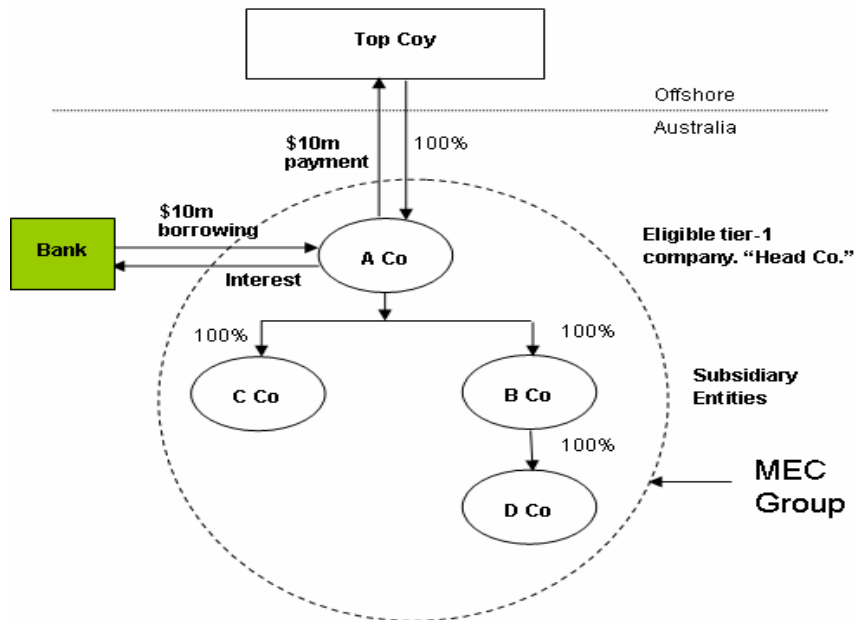 Top Coy
Offshore
Australia
$10m
payment
100%
$10m
borrowing
Bank
Interest
A Co
Eligible tier-1
company. “Head Co.”
100%
100%
C Co
B Co
Subsidiary
Entities
100%
D Co
MEC
Group